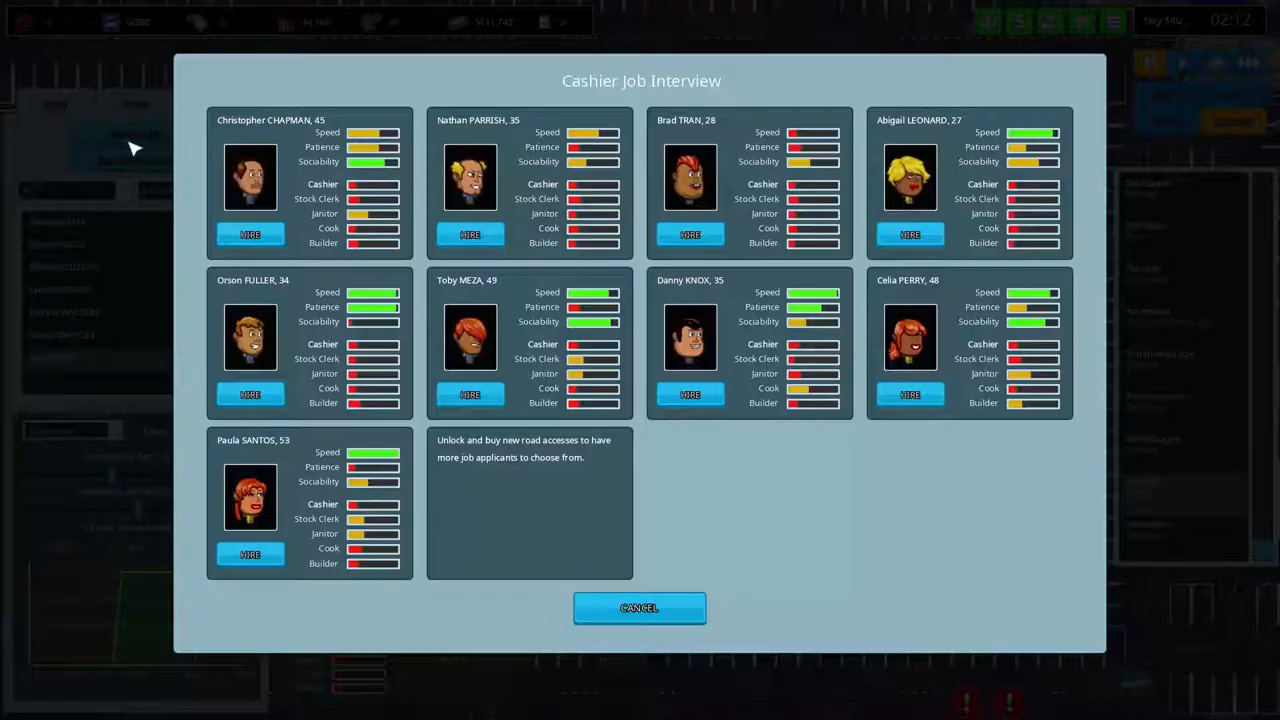 02:12
Cashier Job Interview
Christopher CHAPMAN, 45
Speed
Patience
Sociability
Cashier
Stock Clerk
Janitor
Cook
Builder
HIRE
Nathan PARRISH, 35
Speed
Patience
Sociability
Cashier
Stock Clerk
Janitor
Cook
Builder
HIRE
Brad TRAN, 28
Speed
Patience
Sociability
Cashier
Stock Clerk
Janitor
Cook
Builder
HIRE
Abigail LEONARD, 27
Speed
Patience
Sociability
Cashier
Stock Clerk
Janitor
Cook
Builder
HIRE
Orson FULLER, 34
Speed
Patience
Sociability
Cashier
Stock Clerk
Janitor
Cook
Builder
HIRE
Toby MEZA, 49
Speed
Patience
Sociability
Cashier
Stock Clerk
Janitor
Cook
Builder
HIRE
Danny KNOX, 35
Speed
Patience
Sociability
Cashier
Stock Clerk
Janitor
Cook
Builder
HIRE
Celia PERRY, 48
Speed
Patience
Sociability
Cashier
Stock Clerk
Janitor
Cook
Builder
HIRE
Paula SANTOS, 53
Speed
Patience
Sociability
Cashier
Stock Clerk
Janitor
Cook
Builder
HIRE
Unlock and buy new road accesses to have
more job applicants to choose from.
CANCEL